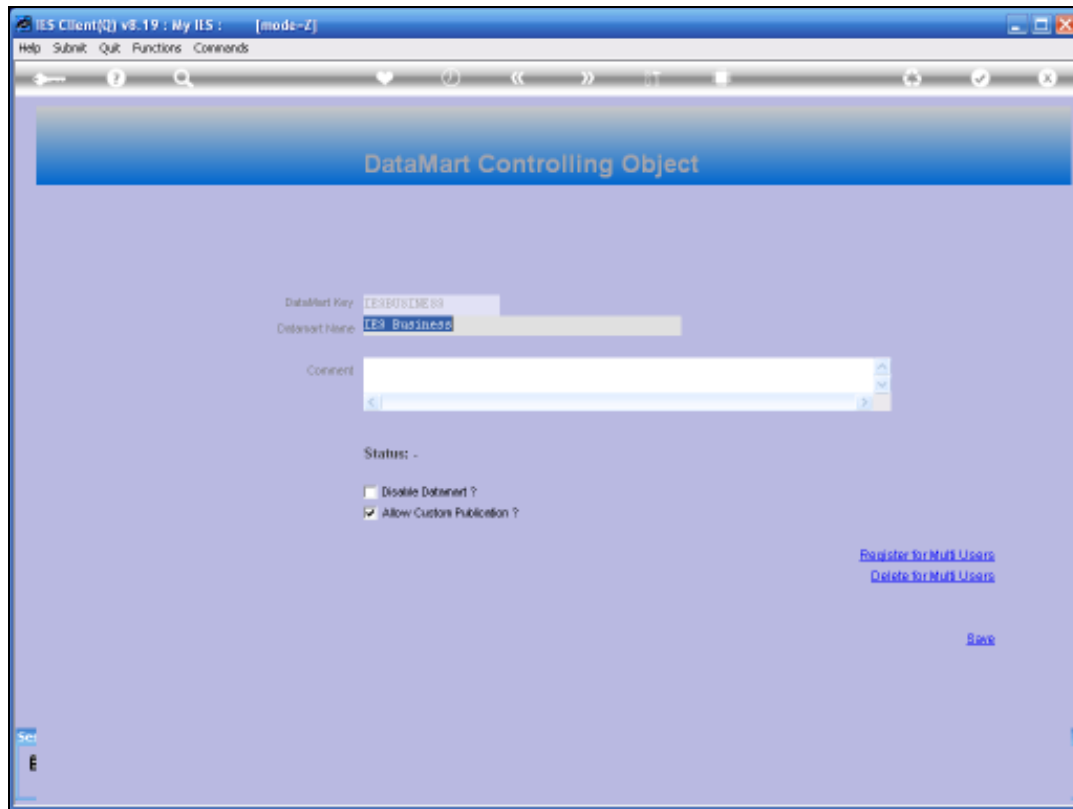 IES Client(Q) v8.19 : My IES : [mode=Z]
Help Submit Quit Functions Commands
DataMart Controlling Object
DataMart Key IESBUSINESS
Datamart Name IES Business
Comment
Status: -
Disable Datamart ?
Allow Custom Publication ?
Register for Multi Users
Delete for Multi Users
Save
Se